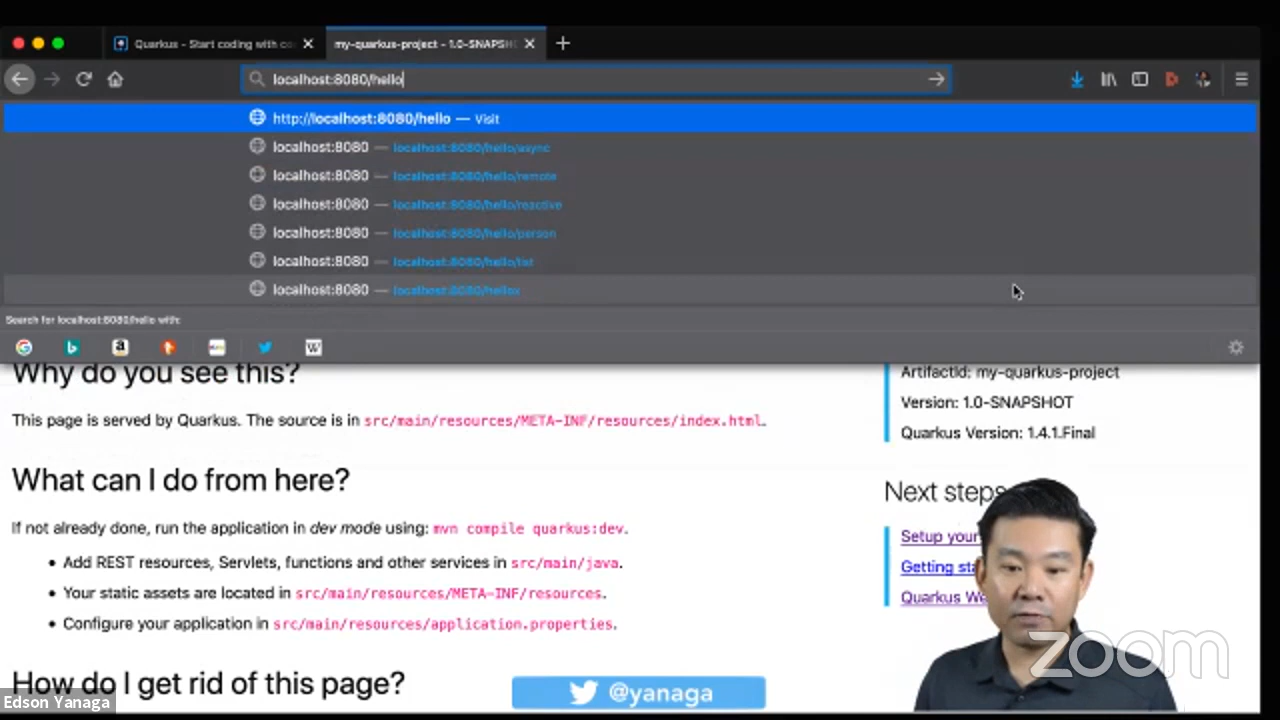 Quarkus - Start coding with co
my-quarkus-project - 1.0-SNAPSH
localhost:8080/hello
http://localhost:8080/hello — Visit
localhost:8080 — localhost:8080/hello/async
localhost:8080 — localhost:8080/hello/remote
localhost:8080 — localhost:8080/hello/reactive
localhost:8080 — localhost:8080/hello/person
localhost:8080 — localhost:8080/hello/list
localhost:8080 — localhost:8080/hellox
Search for localhost:8080/hello with:
Why do you see this?
This page is served by Quarkus. The source is in src/main/resources/META-INF/resources/index.html.
What can I do from here?
If not already done, run the application in dev mode using: mvn compile quarkus:dev.
• Add REST resources, Servlets, functions and other services in src/main/java.
• Your static assets are located in src/main/resources/META-INF/resources.
• Configure your application in src/main/resources/application.properties.
How do I get rid of this page?
ArtifactId: my-quarkus-project
Version: 1.0-SNAPSHOT
Quarkus Version: 1.4.1.Final
Next steps
Setup your
Getting sta
Quarkus We
zoom
@yanaga
Edson Yanaga